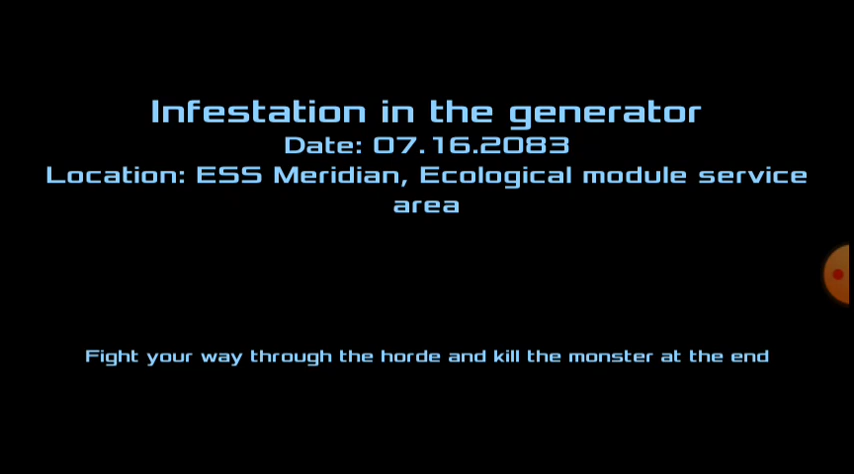 Infestation in the generator
Date: 07.16.2083
Location: ESS Meridian, Ecological module service
area
Fight your way through the horde and kill the monster at the end